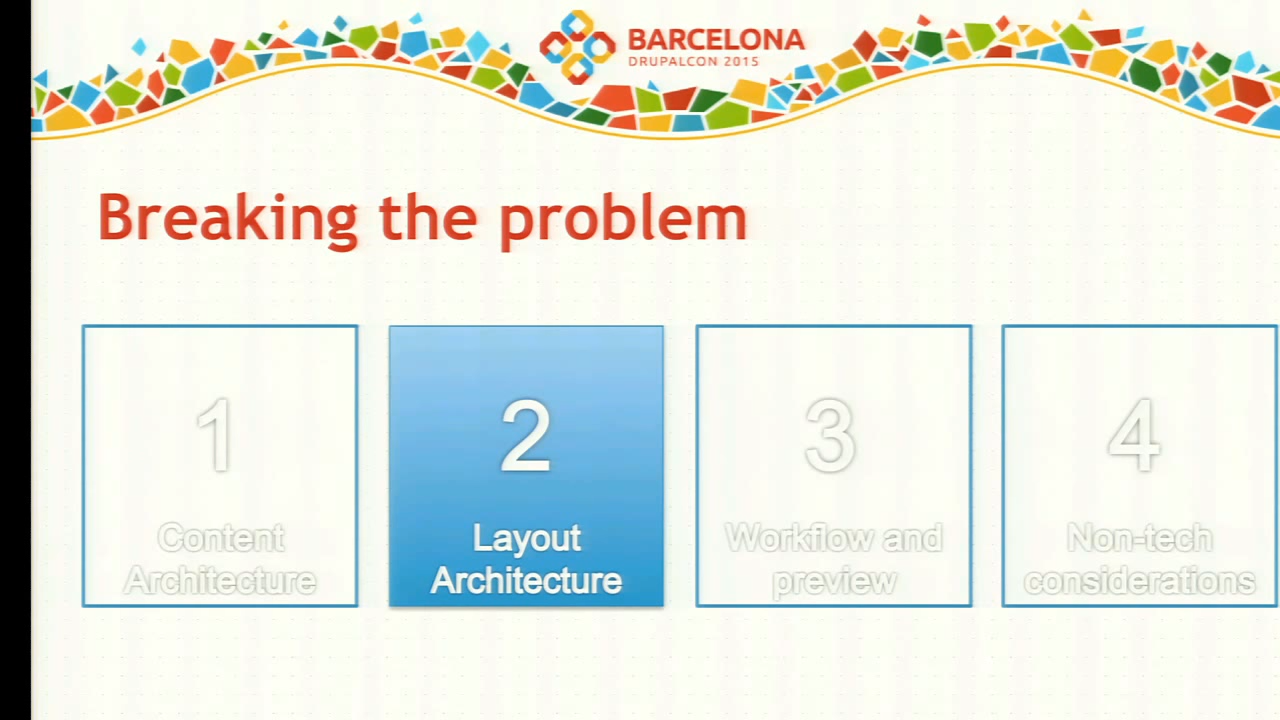 BARCELONA
DRUPALCON 2015
Breaking the problem
1
Content
Architecture
2
Layout
Architecture
3
Workflow and
preview
4
Non-tech
considerations